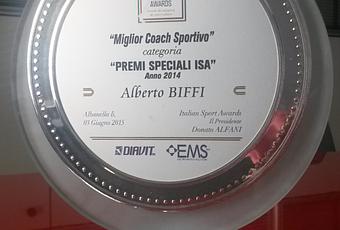 AWARDS
"Miglior Coach Sportivo"
categoria
"PREMI SPECIALI ISA"
Anno 2014
Alberto BIFFI
Albanella li,
03 Giugno 2015
Italian Sport Awards
Il Presidente
Donato ALFANI
DIAVIT.
EMS